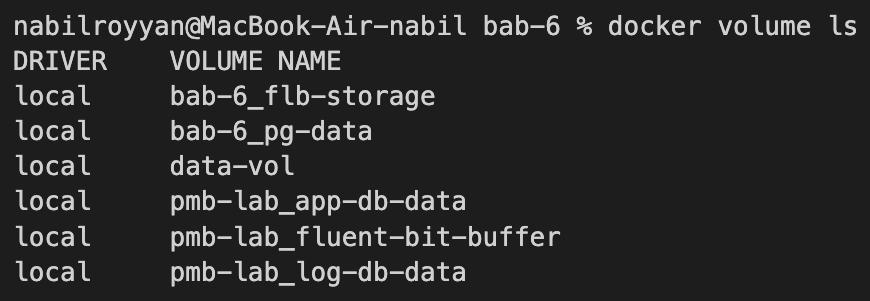 nabilroyyan@MacBook-Air-nabil bab-6 % docker volume ls
DRIVER    VOLUME NAME
local     bab-6_flb-storage
local     bab-6_pg-data
local     data-vol
local     pmb-lab_app-db-data
local     pmb-lab_fluent-bit-buffer
local     pmb-lab_log-db-data